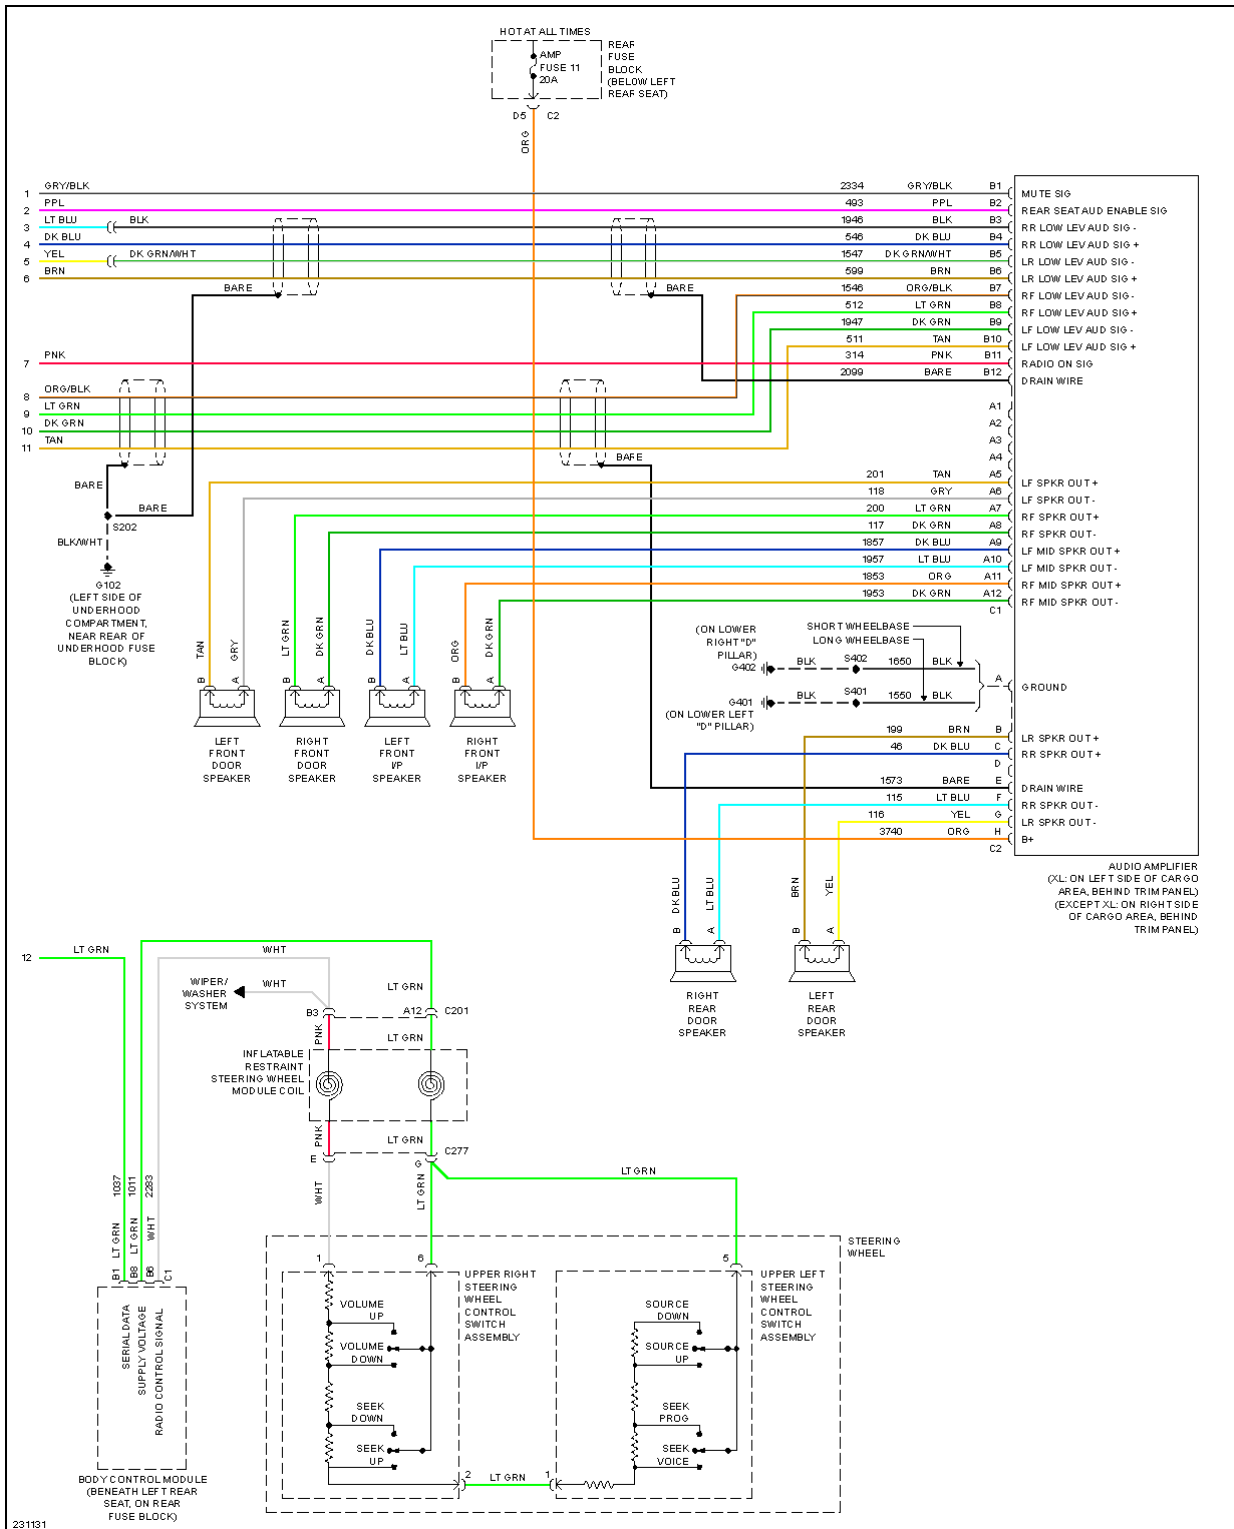 HOT AT ALL TIMES
AMP
FUSE 11
20A
REAR
FUSE
BLOCK
(BELOW LEFT
REAR SEAT)
D5 C2
ORG
1 GRY/BLK 2334 GRY/BLK B1 MUTE SIG
2 PPL 493 PPL B2 REAR SEAT AUD ENABLE SIG
3 LT BLU BLK 1946 BLK B3 RR LOW LEV AUD SIG -
4 DK BLU 546 DK BLU B4 RR LOW LEV AUD SIG +
5 YEL DK GRN/WHT 1547 DK GRN/WHT B5 LR LOW LEV AUD SIG -
6 BRN 599 BRN B6 LR LOW LEV AUD SIG +
BARE BARE 1546 ORG/BLK B7 RF LOW LEV AUD SIG -
512 LT GRN B8 RF LOW LEV AUD SIG +
1947 DK GRN B9 LF LOW LEV AUD SIG -
511 TAN B10 LF LOW LEV AUD SIG +
7 PNK 314 PNK B11 RADIO ON SIG
2099 BARE B12 DRAIN WIRE
8 ORG/BLK
9 LT GRN A1
10 DK GRN A2
11 TAN A3
BARE A4
201 TAN A5 LF SPKR OUT +
118 GRY A6 LF SPKR OUT -
200 LT GRN A7 RF SPKR OUT +
117 DK GRN A8 RF SPKR OUT -
1857 DK BLU A9 LF MID SPKR OUT +
1957 LT BLU A10 LF MID SPKR OUT -
1853 ORG A11 RF MID SPKR OUT +
1953 DK GRN A12 RF MID SPKR OUT -
C1
BARE
BARE
S202
BLK/WHT
G102
(LEFT SIDE OF
UNDERHOOD
COMPARTMENT,
NEAR REAR OF
UNDERHOOD FUSE
BLOCK)
TAN GRY LT GRN DK GRN DK BLU LT BLU ORG DK GRN
B A B A B A B A
LEFT
FRONT
DOOR
SPEAKER
RIGHT
FRONT
DOOR
SPEAKER
LEFT
FRONT
I/P
SPEAKER
RIGHT
FRONT
I/P
SPEAKER
SHORT WHEELBASE
LONG WHEELBASE
(ON LOWER
RIGHT "D"
PILLAR)
G402 BLK S402 1650 BLK
A GROUND
G401 BLK S401 1550 BLK
(ON LOWER LEFT
"D" PILLAR)
199 BRN B LR SPKR OUT +
46 DK BLU C RR SPKR OUT +
D
1573 BARE E DRAIN WIRE
115 LT BLU F RR SPKR OUT -
116 YEL G LR SPKR OUT -
3740 ORG H B+
C2
AUDIO AMPLIFIER
(XL: ON LEFT SIDE OF CARGO
AREA, BEHIND TRIM PANEL)
(EXCEPT XL: ON RIGHT SIDE
OF CARGO AREA, BEHIND
TRIM PANEL)
DK BLU LT BLU BRN YEL
B A B A
RIGHT
REAR
DOOR
SPEAKER
LEFT
REAR
DOOR
SPEAKER
12 LT GRN WHT
WIPER/
WASHER
SYSTEM
WHT
LT GRN
B3 A12 C201
PNK LT GRN
INFLATABLE
RESTRAINT
STEERING WHEEL
MODULE COIL
PNK LT GRN
E G C277
WHT LT GRN LT GRN
1037 1011 2283
LT GRN LT GRN WHT
B1 B8 B6 C1
SERIAL DATA
SUPPLY VOLTAGE
RADIO CONTROL SIGNAL
BODY CONTROL MODULE
(BENEATH LEFT REAR
SEAT, ON REAR
FUSE BLOCK)
STEERING
WHEEL
1 6 5
UPPER RIGHT
STEERING
WHEEL
CONTROL
SWITCH
ASSEMBLY
UPPER LEFT
STEERING
WHEEL
CONTROL
SWITCH
ASSEMBLY
VOLUME
UP
VOLUME
DOWN
SEEK
DOWN
SEEK
UP
SOURCE
DOWN
SOURCE
UP
SEEK
PROG
SEEK
VOICE
2 LT GRN 1
231131